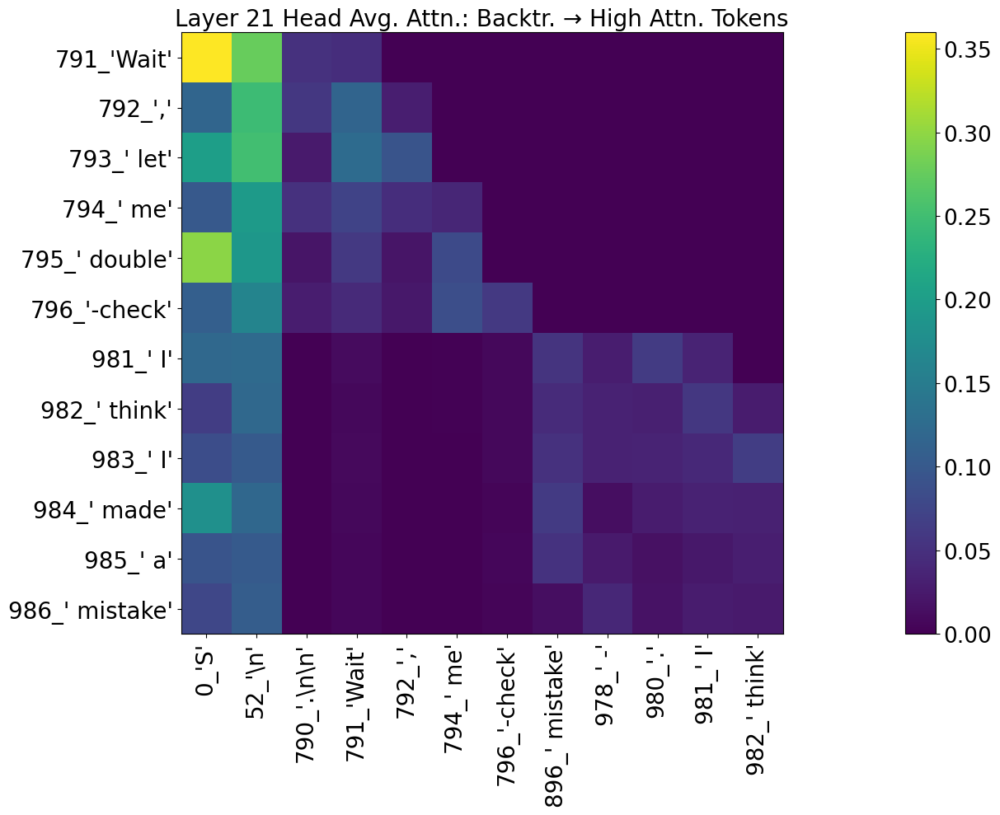 Layer 21 Head Avg. Attn.: Backtr. → High Attn. Tokens
791_'Wait'
792_','
793_' let'
794_' me'
795_' double'
796_'-check'
981_' I'
982_' think'
983_' I'
984_' made'
985_' a'
986_' mistake'
0_'S'
52_'\n'
790_'.\n\n'
791_'Wait'
792_','
794_' me'
796_'-check'
896_' mistake'
978_' -'
980_'.'
981_' I'
982_' think'
0.35
0.30
0.25
0.20
0.15
0.10
0.05
0.00